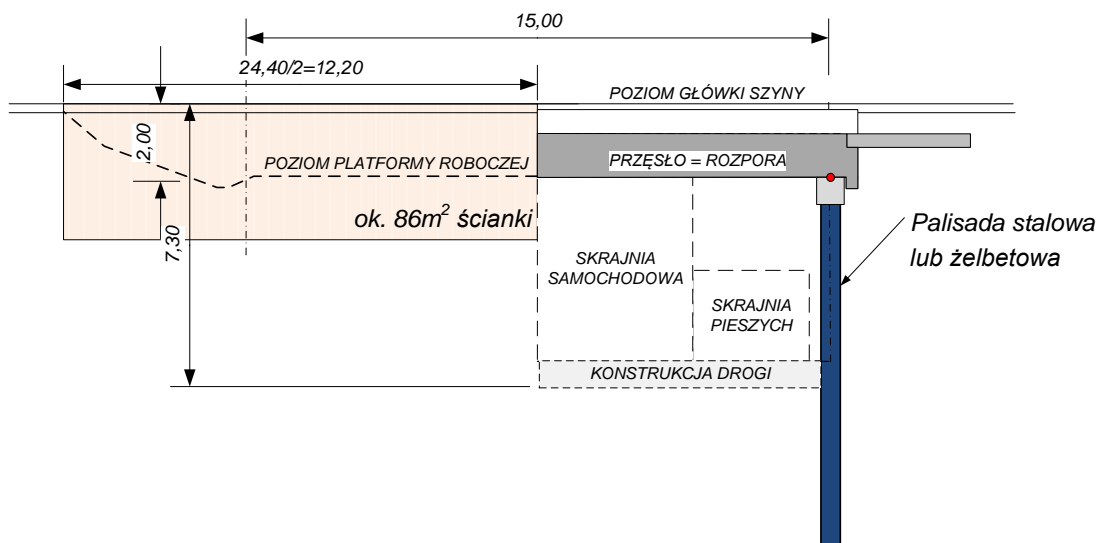 15,00
24,40/2=12,20
POZIOM GŁÓWKI SZYNY
2,00
POZIOM PLATFORMY ROBOCZEJ
PRZĘSŁO = ROZPORA
ok. 86m² ścianki
7,30
Palisada stalowa
lub żelbetowa
SKRAJNIA
SAMOCHODOWA
SKRAJNIA
PIESZYCH
KONSTRUKCJA DROGI